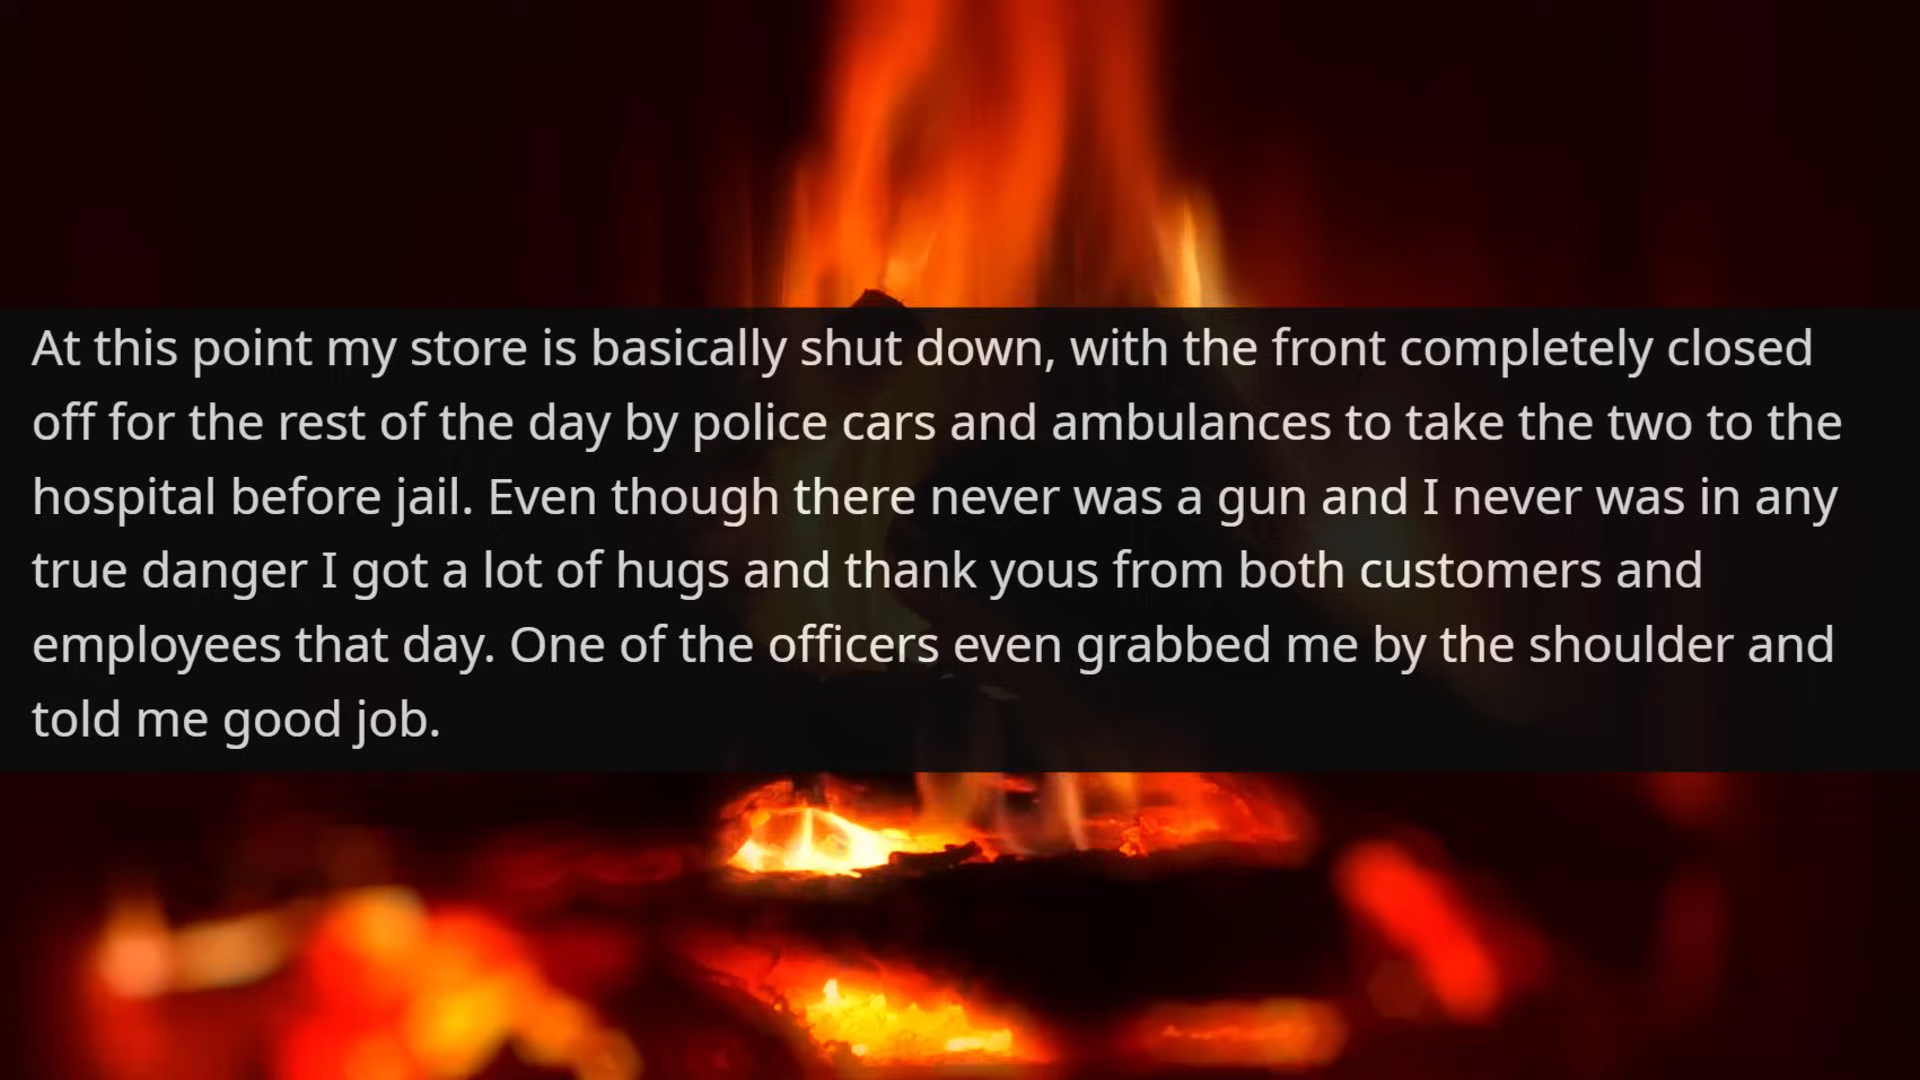 At this point my store is basically shut down, with the front completely closed
off for the rest of the day by police cars and ambulances to take the two to the
hospital before jail. Even though there never was a gun and I never was in any
true danger I got a lot of hugs and thank yous from both customers and
employees that day. One of the officers even grabbed me by the shoulder and
told me good job.